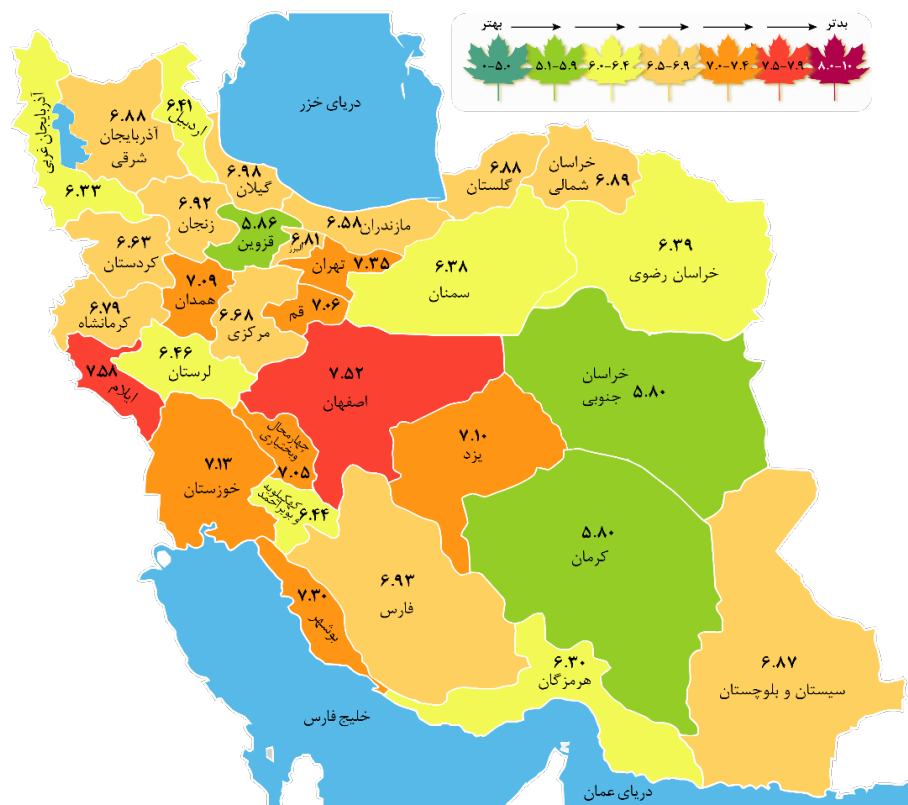 بهتر
بدتر
۰-۵.۰
۵.۱-۵.۹
۶.۰-۶.۴
۶.۵-۶.۹
۷.۰-۷.۴
۷.۵-۷.۹
۸.۰-۱۰
دریای خزر
آذربایجان غربی
۶.۳۳
۶.۸۸
آذربایجان
شرقی
۶.۴۱
اردبیل
۶.۹۸
گیلان
۶.۹۲
زنجان
۵.۸۶
قزوین
۶.۸۱
البرز
۶.۵۸ مازندران
۶.۸۸
گلستان
خراسان
شمالی
۶.۸۹
۶.۳۹
خراسان رضوی
۶.۳۸
سمنان
تهران ۷.۳۵
قم ۷.۰۶
۶.۶۳
کردستان
۷.۰۹
همدان
۶.۷۹
کرمانشاه
۶.۶۸
مرکزی
۶.۴۶
لرستان
۷.۵۸
ایلام
۷.۵۲
اصفهان
خراسان
جنوبی
۵.۸۰
۷.۱۰
یزد
چهارمحال
وبختیاری
۷.۰۵
۷.۱۳
خوزستان
کهکیلویه
و بویراحمد
۶.۴۴
۵.۸۰
کرمان
۶.۹۳
فارس
۷.۳۰
بوشهر
۶.۳۰
هرمزگان
۶.۸۷
سیستان و بلوچستان
خلیج فارس
دریای عمان